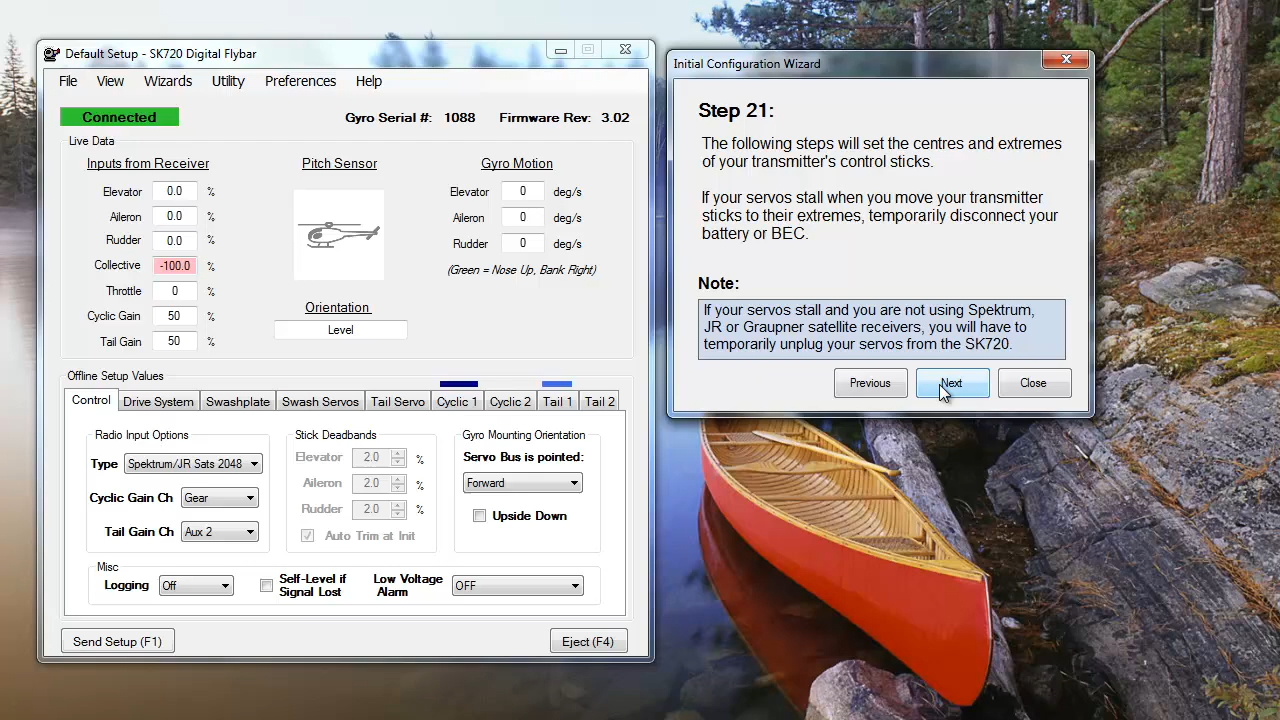 Default Setup - SK720 Digital Flybar
File View Wizards Utility Preferences Help
Connected
Gyro Serial #: 1088 Firmware Rev: 3.02
Live Data
Inputs from Receiver
Elevator 0.0 %
Aileron 0.0 %
Rudder 0.0 %
Collective -100.0 %
Throttle 0 %
Cyclic Gain 50 %
Tail Gain 50 %
Pitch Sensor
Orientation
Level
Gyro Motion
Elevator 0 deg/s
Aileron 0 deg/s
Rudder 0 deg/s
(Green = Nose Up, Bank Right)
Offline Setup Values
Control Drive System Swashplate Swash Servos Tail Servo Cyclic 1 Cyclic 2 Tail 1 Tail 2
Radio Input Options
Type Spektrum/JR Sats 2048
Cyclic Gain Ch Gear
Tail Gain Ch Aux 2
Stick Deadbands
Elevator 2.0 %
Aileron 2.0 %
Rudder 2.0 %
Auto Trim at Init
Gyro Mounting Orientation
Servo Bus is pointed:
Forward
Upside Down
Misc
Logging Off
Self-Level if
Signal Lost
Low Voltage
Alarm
OFF
Send Setup (F1) Eject (F4)
Initial Configuration Wizard
Step 21:
The following steps will set the centres and extremes
of your transmitter's control sticks.
If your servos stall when you move your transmitter
sticks to their extremes, temporarily disconnect your
battery or BEC.
Note:
If your servos stall and you are not using Spektrum,
JR or Graupner satellite receivers, you will have to
temporarily unplug your servos from the SK720.
Previous Next Close